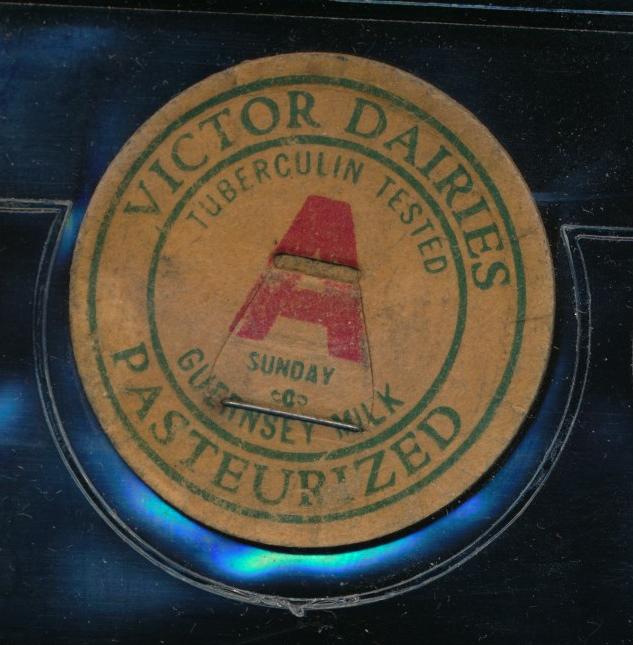 VICTOR DAIRIES
TUBERCULIN TESTED
A
SUNDAY
C
GUERNSEY MILK
PASTEURIZED